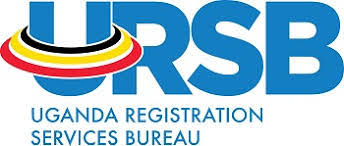 URSB
UGANDA REGISTRATION
SERVICES BUREAU